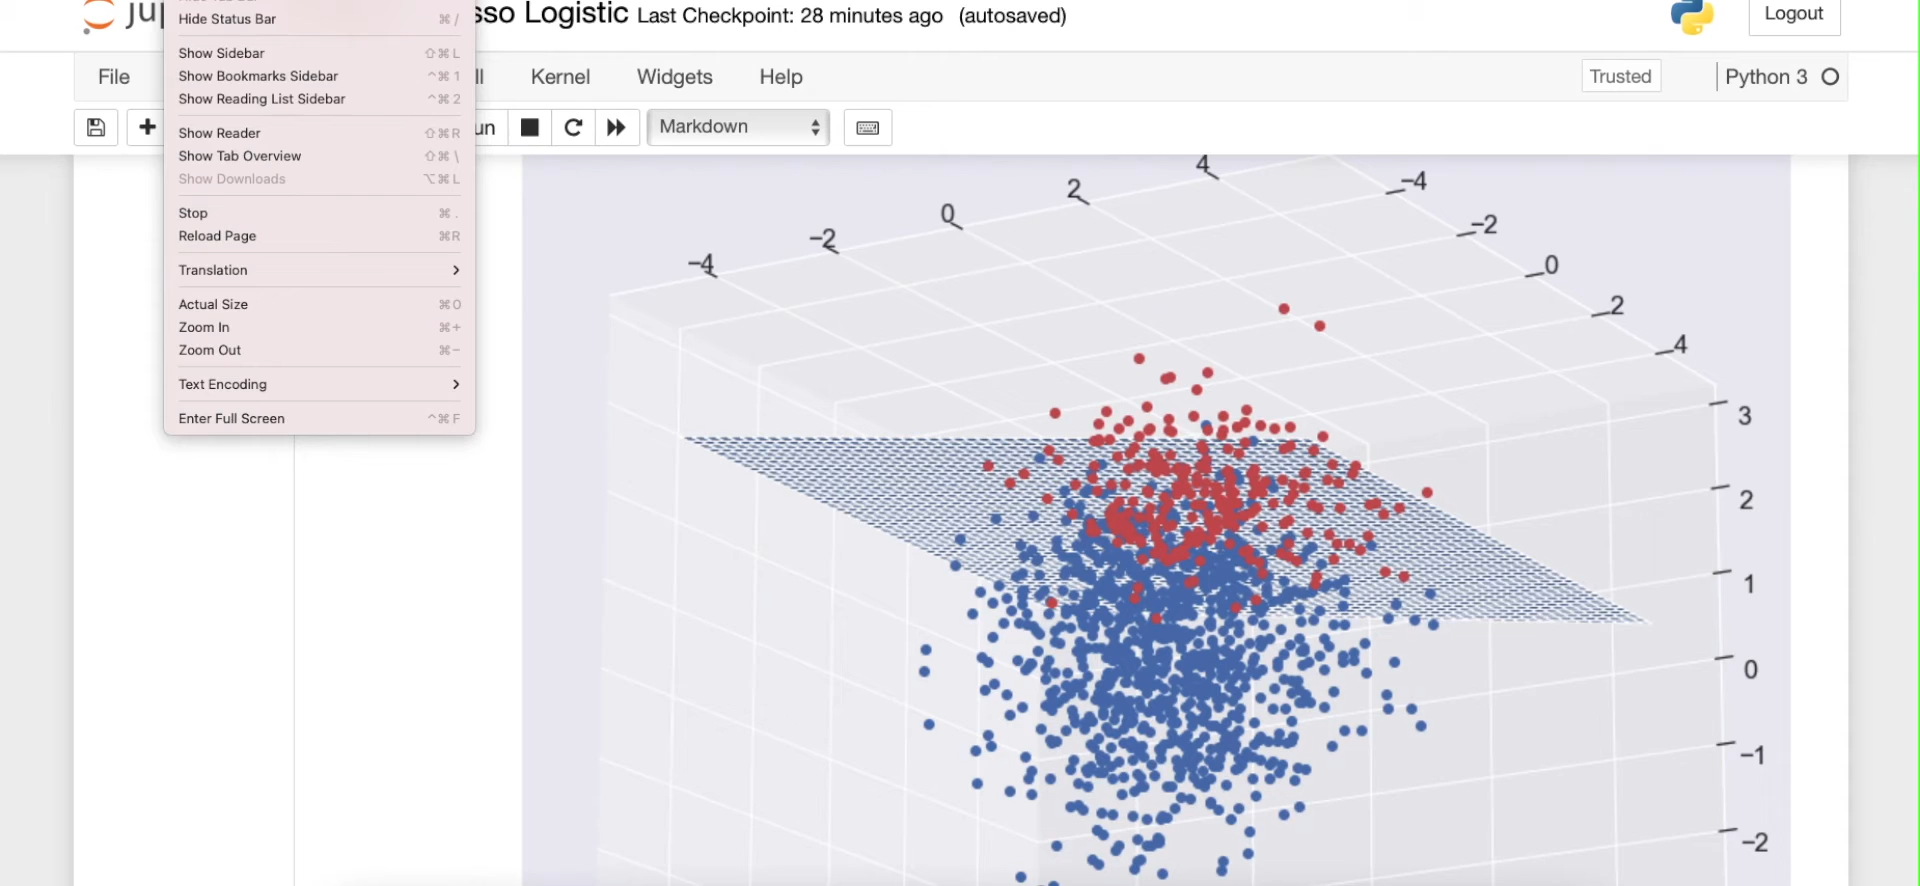 Hide Status Bar ⌘ /
sso Logistic Last Checkpoint: 28 minutes ago (autosaved)
Logout
Show Sidebar ⇧⌘ L
Show Bookmarks Sidebar ^⌘ 1
Show Reading List Sidebar ^⌘ 2
File
ll
Kernel
Widgets
Help
Trusted
Python 3
Show Reader ⇧⌘ R
Show Tab Overview ⇧⌘ \
Show Downloads ⌥⌘ L
un
Markdown
Stop ⌘ .
Reload Page ⌘R
Translation
Actual Size ⌘0
Zoom In ⌘+
Zoom Out ⌘−
Text Encoding
Enter Full Screen ^⌘ F
−4
−2
0
2
4
−4
−2
0
2
4
3
2
1
0
−1
−2